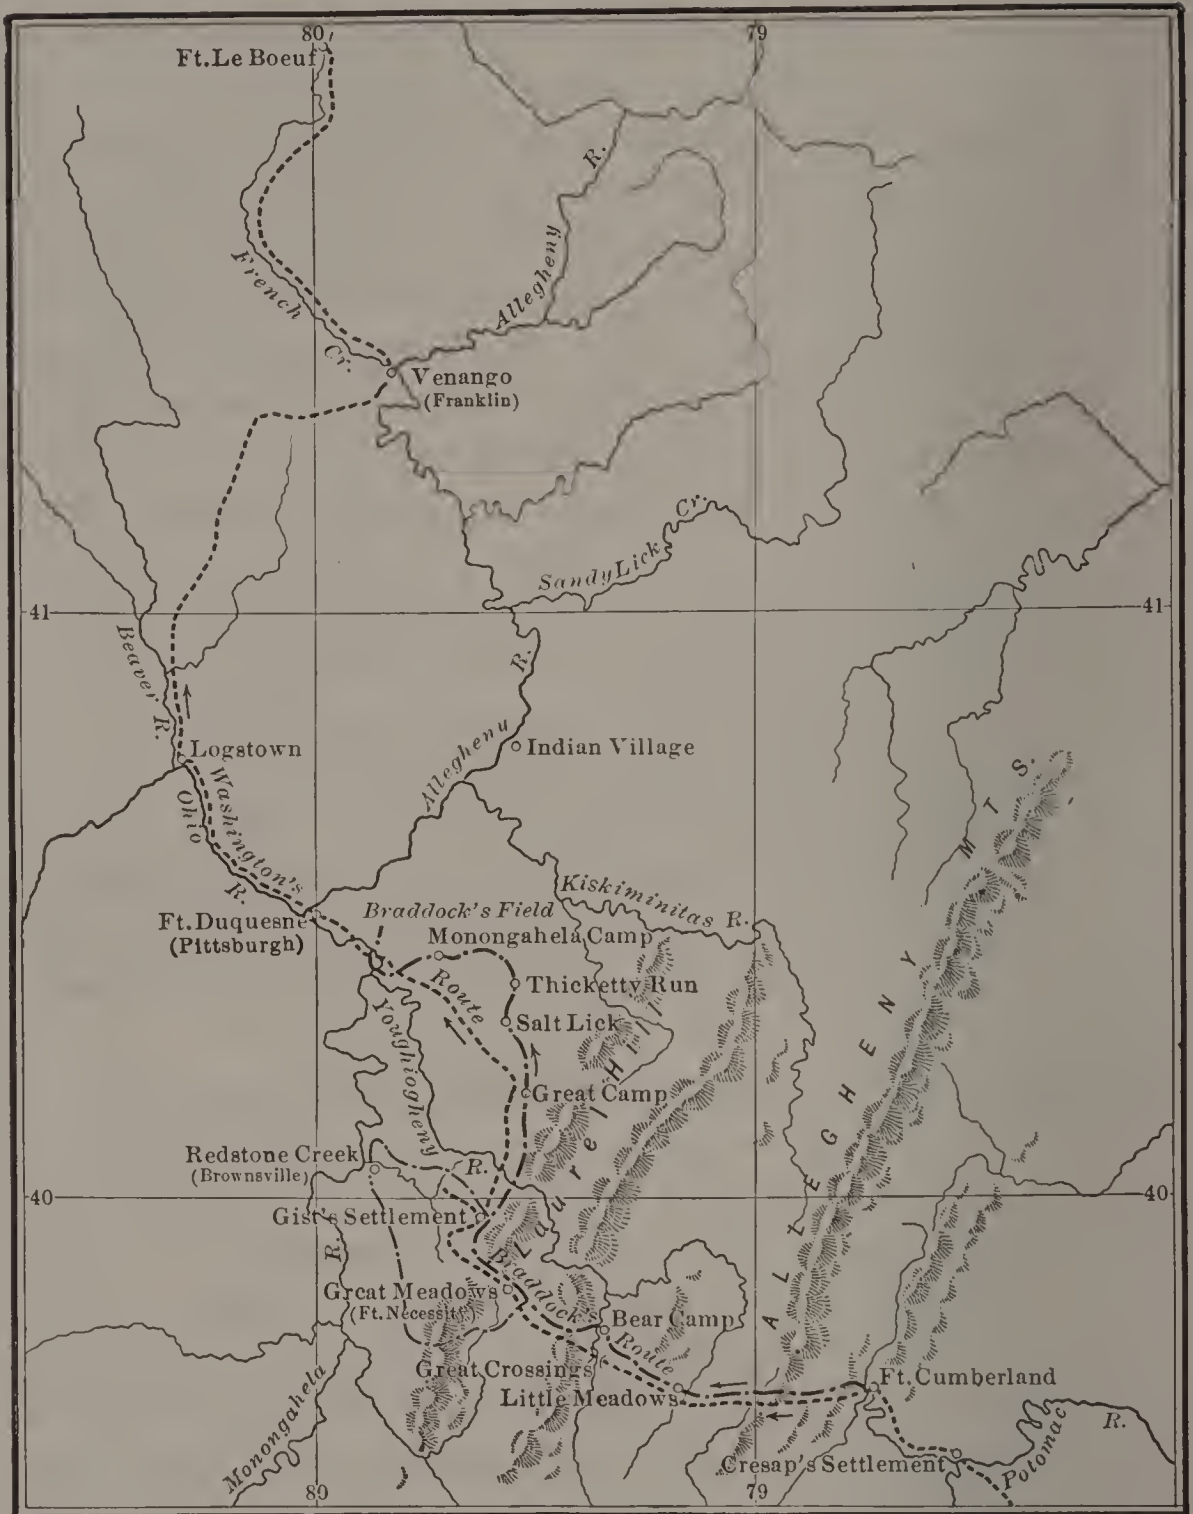 80
79
Ft. Le Boeuf
French
Cr.
Allegheny
R.
Venango
(Franklin)
Sandy Lick
Cr.
41
41
Beaver R.
R.
Logstown
Allegheny
Indian Village
Ohio
R.
Washington's
Route
Ft. Duquesne
(Pittsburgh)
Braddock's Field
Monongahela Camp
Kiskiminitas R.
Thicketty Run
Salt Lick
Great Camp
Youghiogheny
R.
Laurel Hill
ALLEGHENY MTS.
Redstone Creek
(Brownsville)
40
40
Gist's Settlement
R.
Great Meadows
(Ft. Necessity)
Braddock's
Route
Bear Camp
Great Crossings
Little Meadows
Ft. Cumberland
Monongahela
Cresap's Settlement
Potomac
R.
80
79